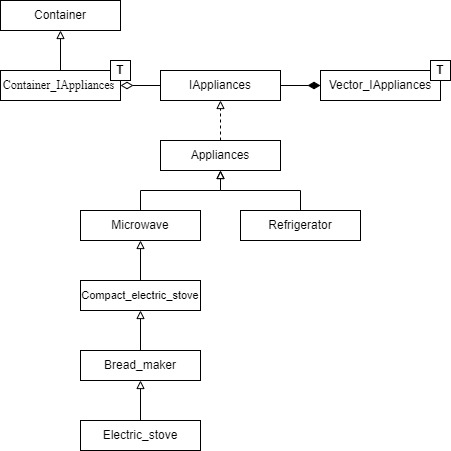 Container
T
Container_IAppliances
IAppliances
T
Vector_IAppliances
Appliances
Microwave
Refrigerator
Compact_electric_stove
Bread_maker
Electric_stove